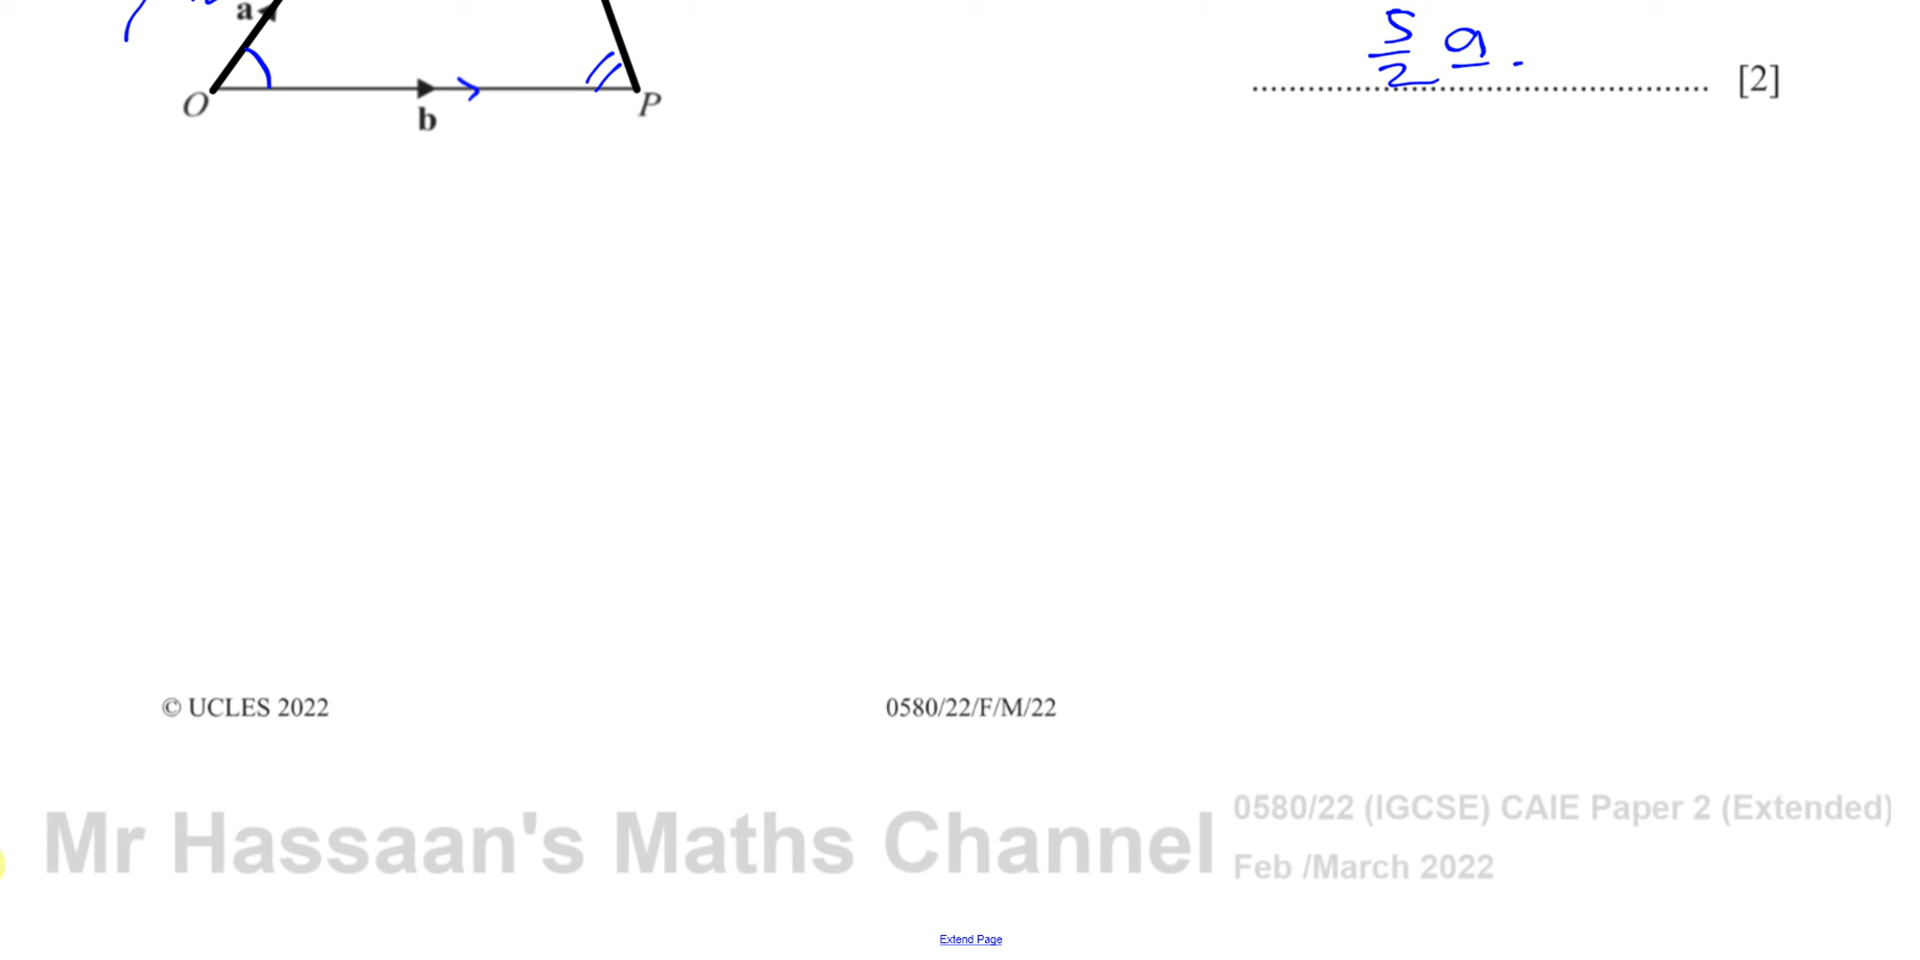 a
5/2 a .
[2]
O
P
b
© UCLES 2022
0580/22/F/M/22
Mr Hassaan's Maths Channel
0580/22 (IGCSE) CAIE Paper 2 (Extended)
Feb /March 2022
Extend Page